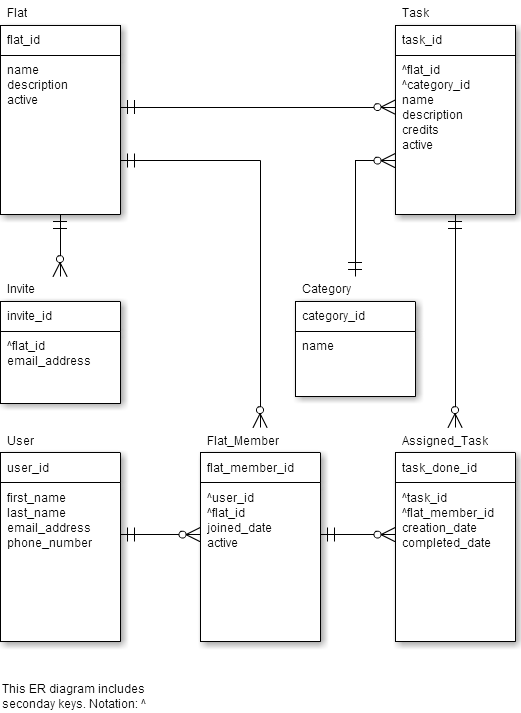 Flat
flat_id
name
description
active
Task
task_id
^flat_id
^category_id
name
description
credits
active
Invite
invite_id
^flat_id
email_address
Category
category_id
name
User
user_id
first_name
last_name
email_address
phone_number
Flat_Member
flat_member_id
^user_id
^flat_id
joined_date
active
Assigned_Task
task_done_id
^task_id
^flat_member_id
creation_date
completed_date
This ER diagram includes
seconday keys. Notation: ^